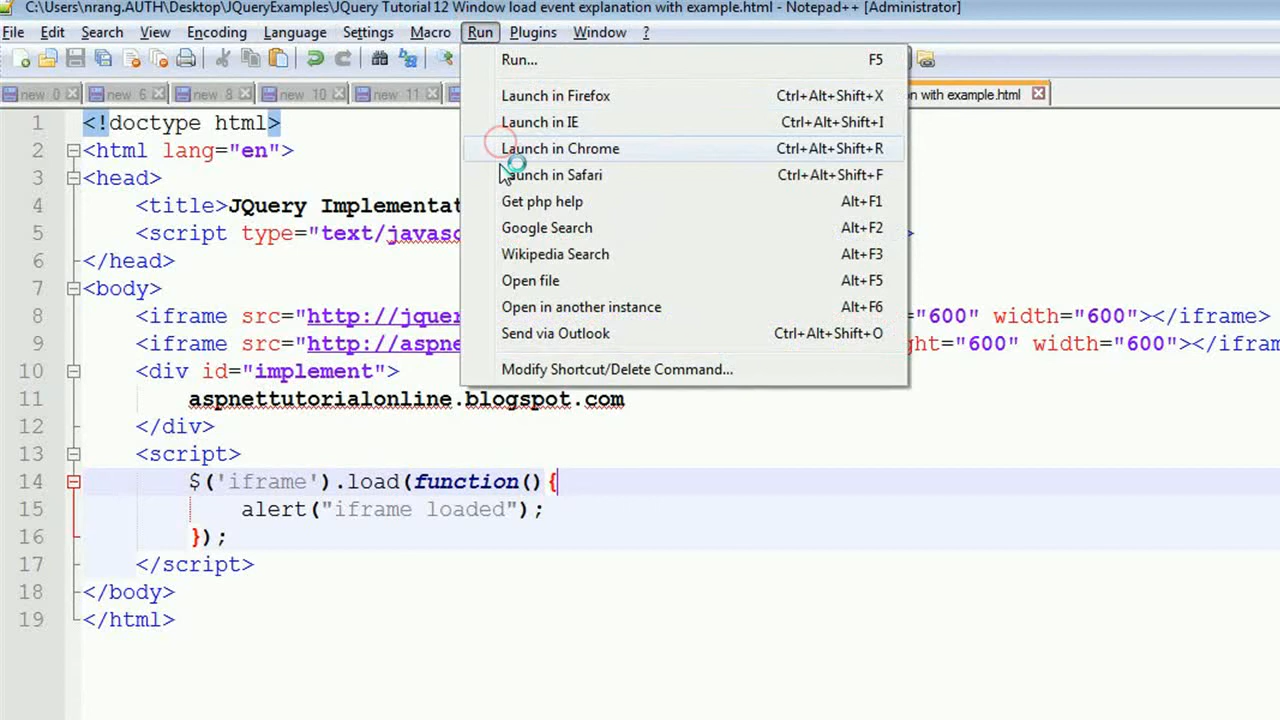 C:\Users\nrang.AUTH\Desktop\JQueryExamples\JQuery Tutorial 12 Window load event explanation with example.html - Notepad++ [Administrator]
File Edit Search View Encoding Language Settings Macro Run Plugins Window ?
new 0 new 6 new 8 new 10 new 11 on with example.html
Run... F5
Launch in Firefox Ctrl+Alt+Shift+X
Launch in IE Ctrl+Alt+Shift+I
Launch in Chrome Ctrl+Alt+Shift+R
Launch in Safari Ctrl+Alt+Shift+F
Get php help Alt+F1
Google Search Alt+F2
Wikipedia Search Alt+F3
Open file Alt+F5
Open in another instance Alt+F6
Send via Outlook Ctrl+Alt+Shift+O
Modify Shortcut/Delete Command...
1 <!doctype html>
2 <html lang="en">
3 <head>
4 <title>JQuery Implementat
5 <script type="text/javasc >
6 </head>
7 <body>
8 <iframe src="http://jquer ="600" width="600"></iframe>
9 <iframe src="http://aspne ght="600" width="600"></ifram
10 <div id="implement">
11 aspnettutorialonline.blogspot.com
12 </div>
13 <script>
14 $('iframe').load(function(){
15 alert("iframe loaded");
16 });
17 </script>
18 </body>
19 </html>